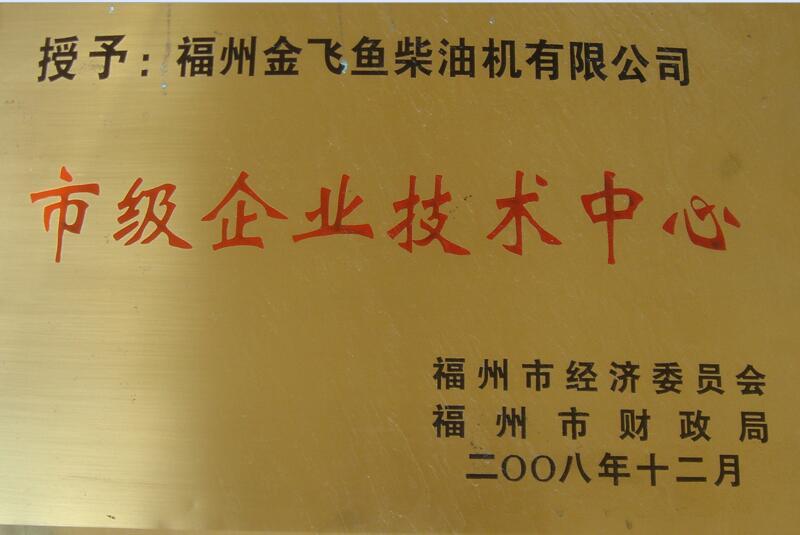 授予：福州金飞鱼柴油机有限公司
市级企业技术中心
福州市经济委员会
福州市财政局
二〇〇八年十二月